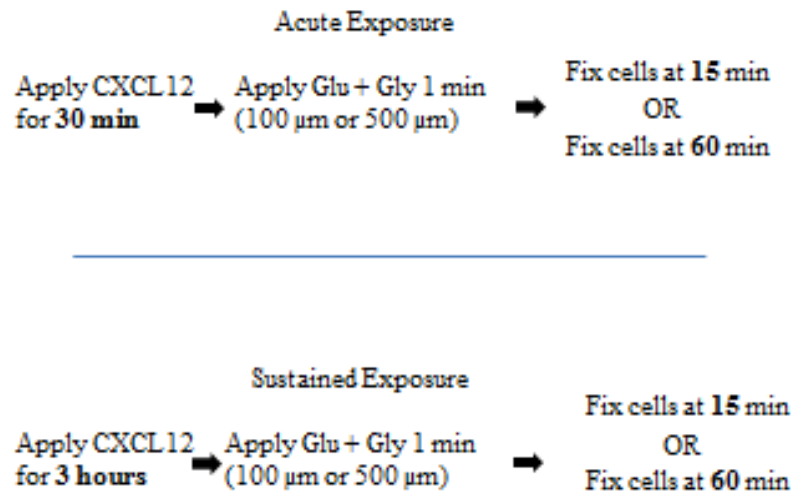 Acute Exposure
Apply CXCL12
for 30 min
Apply Glu + Gly 1 min
(100 µm or 500 µm)
Fix cells at 15 min
OR
Fix cells at 60 min
Sustained Exposure
Apply CXCL12
for 3 hours
Apply Glu + Gly 1 min
(100 µm or 500 µm)
Fix cells at 15 min
OR
Fix cells at 60 min